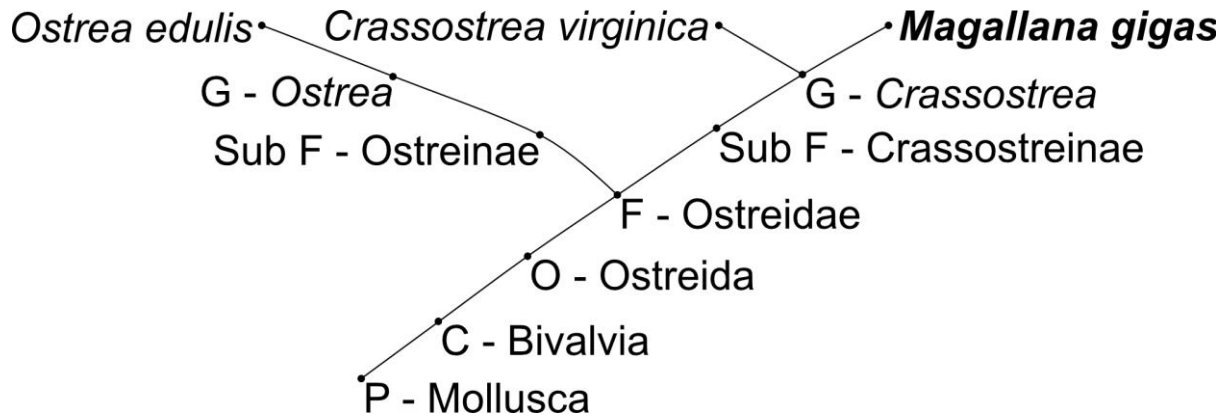 Ostrea edulis
Crassostrea virginica
Magallana gigas
G - Ostrea
G - Crassostrea
Sub F - Ostreinae
Sub F - Crassostreinae
F - Ostreidae
O - Ostreida
C - Bivalvia
P - Mollusca